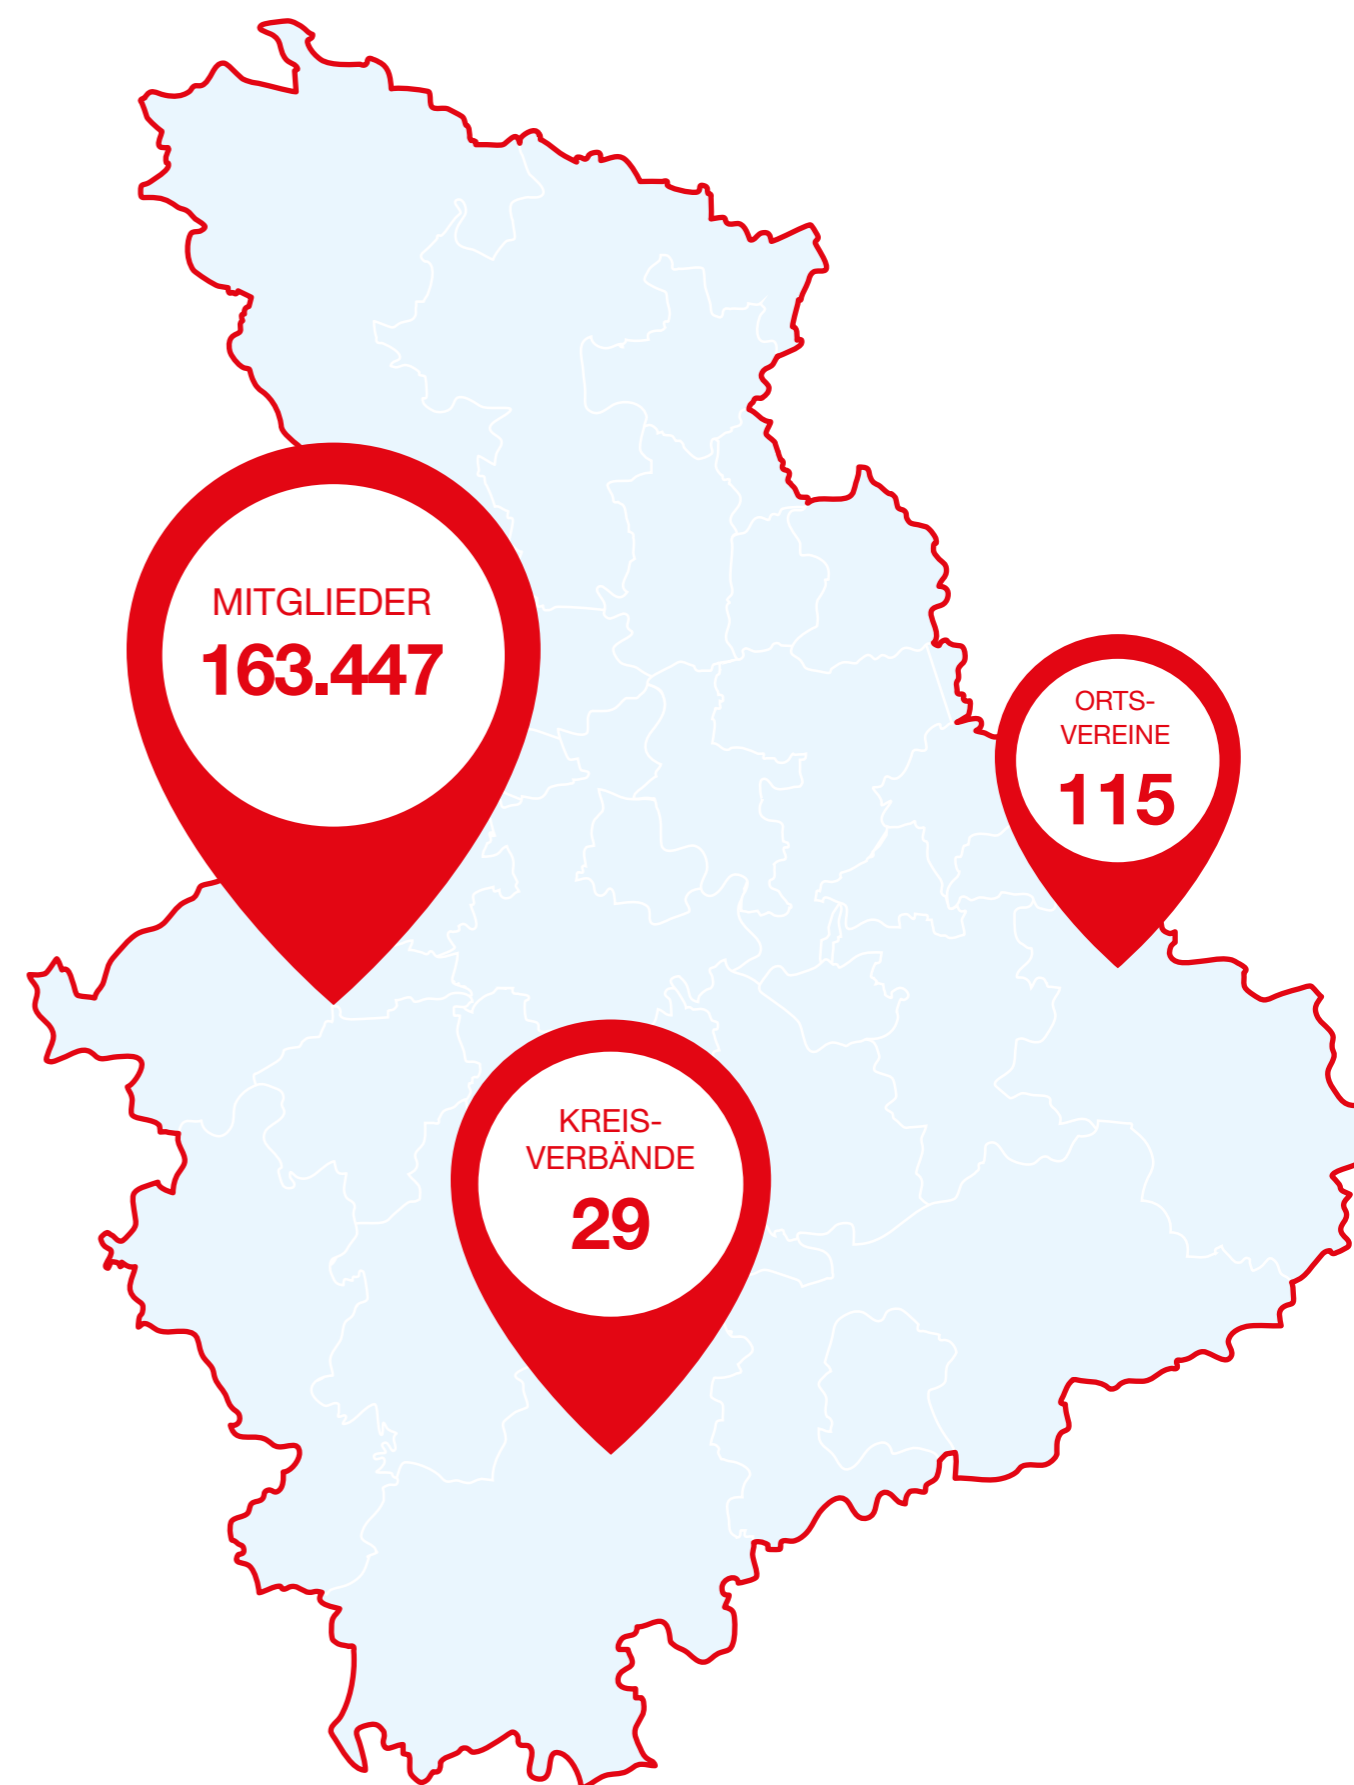 MITGLIEDER
163.447
ORTS-
VEREINE
115
KREIS-
VERBÄNDE
29